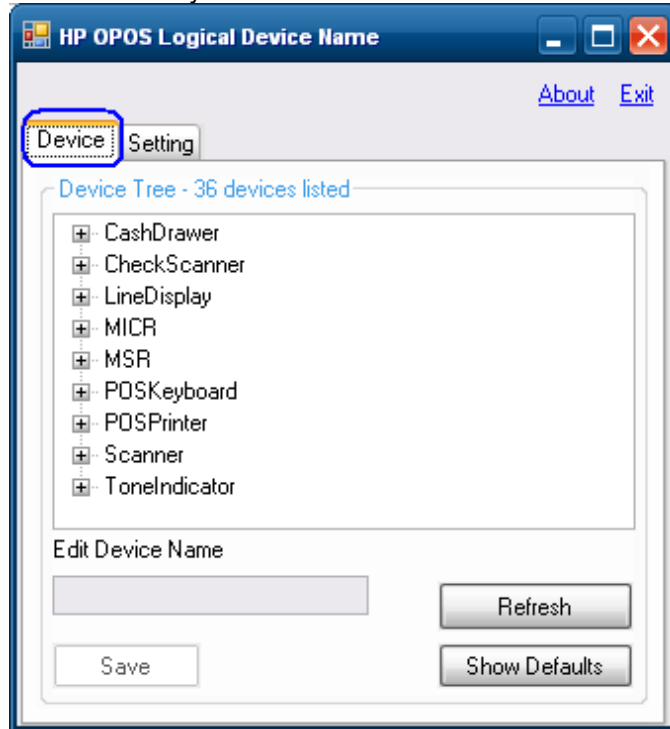 HP OPOS Logical Device Name
About Exit
Device Setting
Device Tree - 36 devices listed
CashDrawer
CheckScanner
LineDisplay
MICR
MSR
POSKeyboard
POSPrinter
Scanner
ToneIndicator
Edit Device Name
Refresh
Save Show Defaults